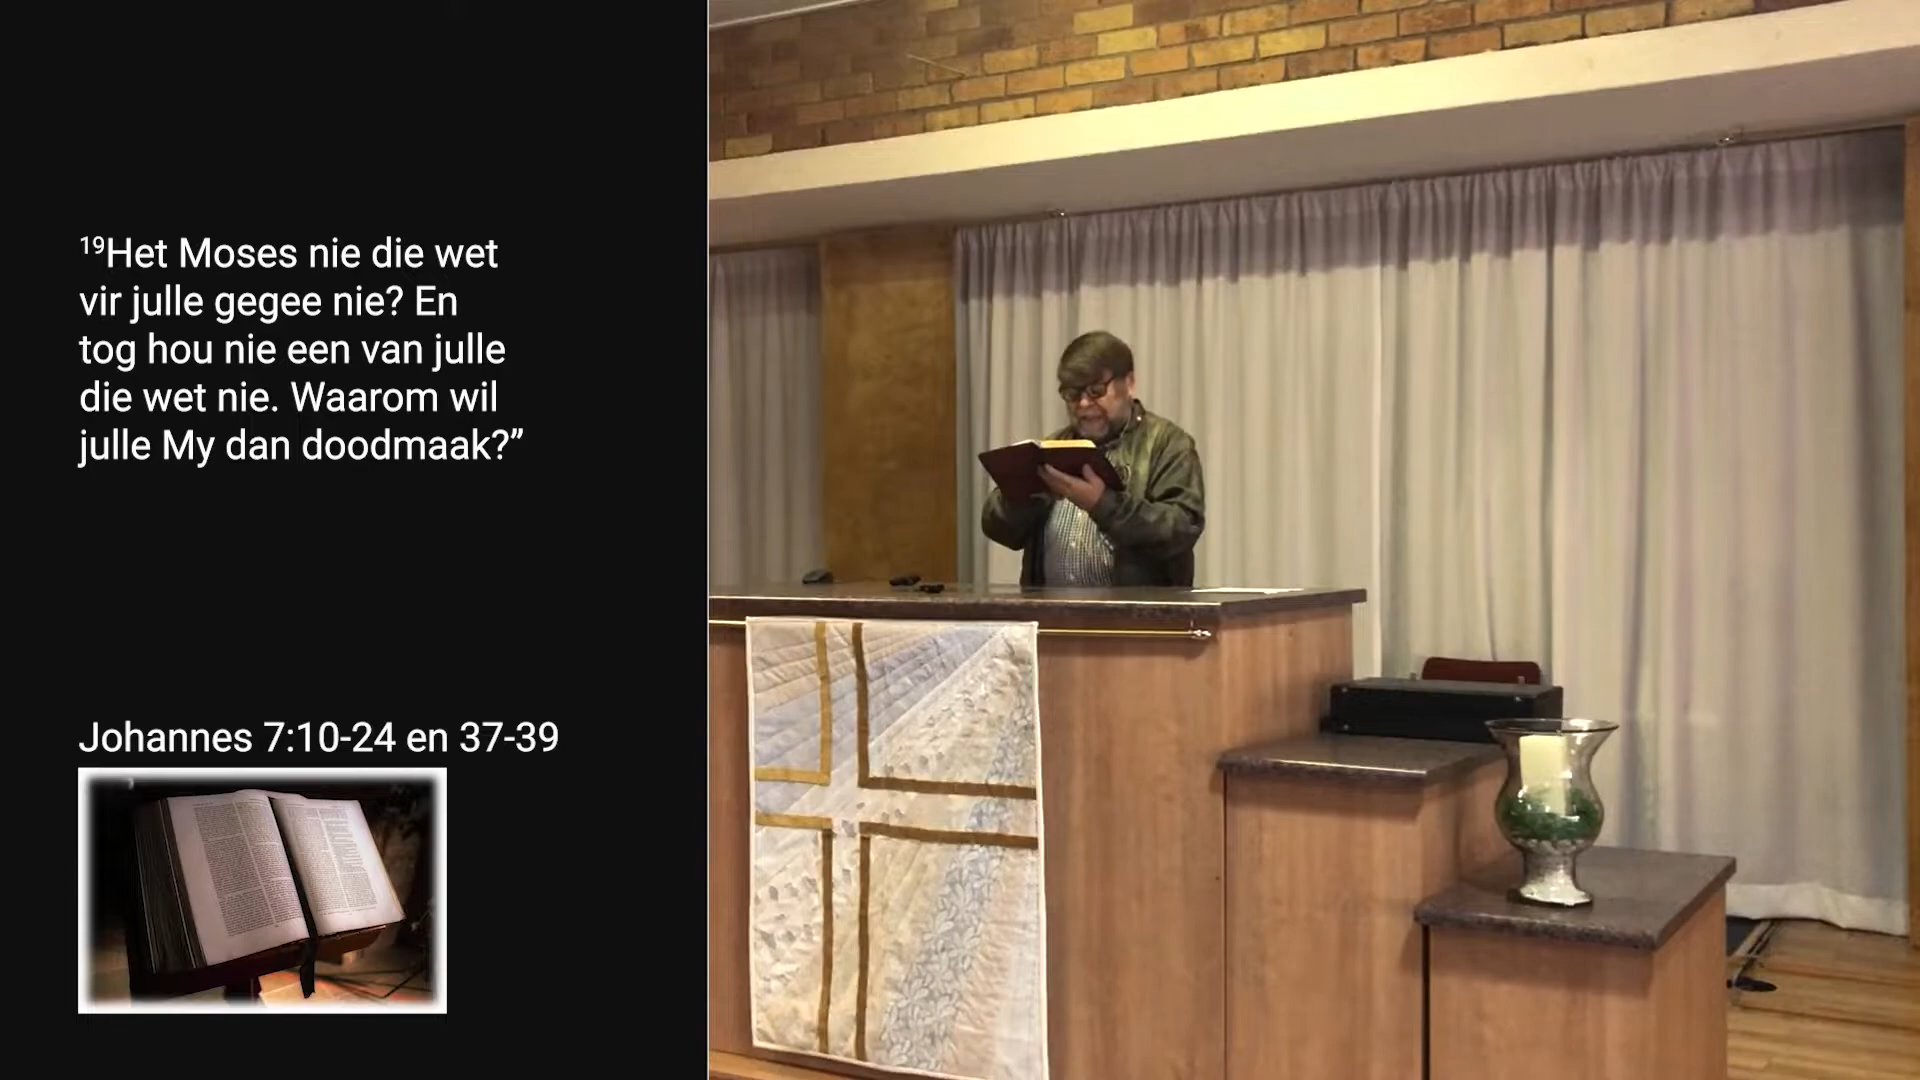 ¹⁹Het Moses nie die wet
vir julle gegee nie? En
tog hou nie een van julle
die wet nie. Waarom wil
julle My dan doodmaak?”
Johannes 7:10-24 en 37-39